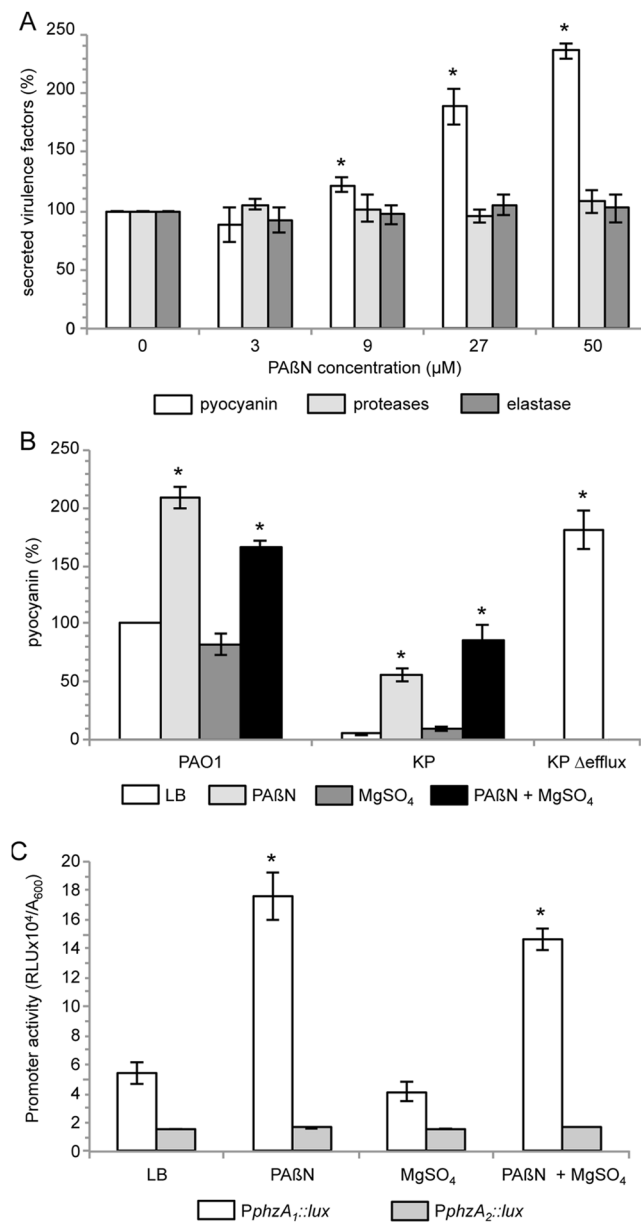 A
secreted virulence factors (%)
250
200
150
100
50
0
*
*
*
0 3 9 27 50
PAßN concentration (µM)
pyocyanin proteases elastase
B
pyocyanin (%)
250
200
150
100
50
0
*
*
*
*
*
PAO1 KP KP Δefflux
LB PAßN MgSO₄ PAßN + MgSO₄
C
Promoter activity (RLUx10⁴/A₆₀₀)
20
18
16
14
12
10
8
6
4
2
0
*
*
LB PAßN MgSO₄ PAßN + MgSO₄
PphzA₁::lux PphzA₂::lux